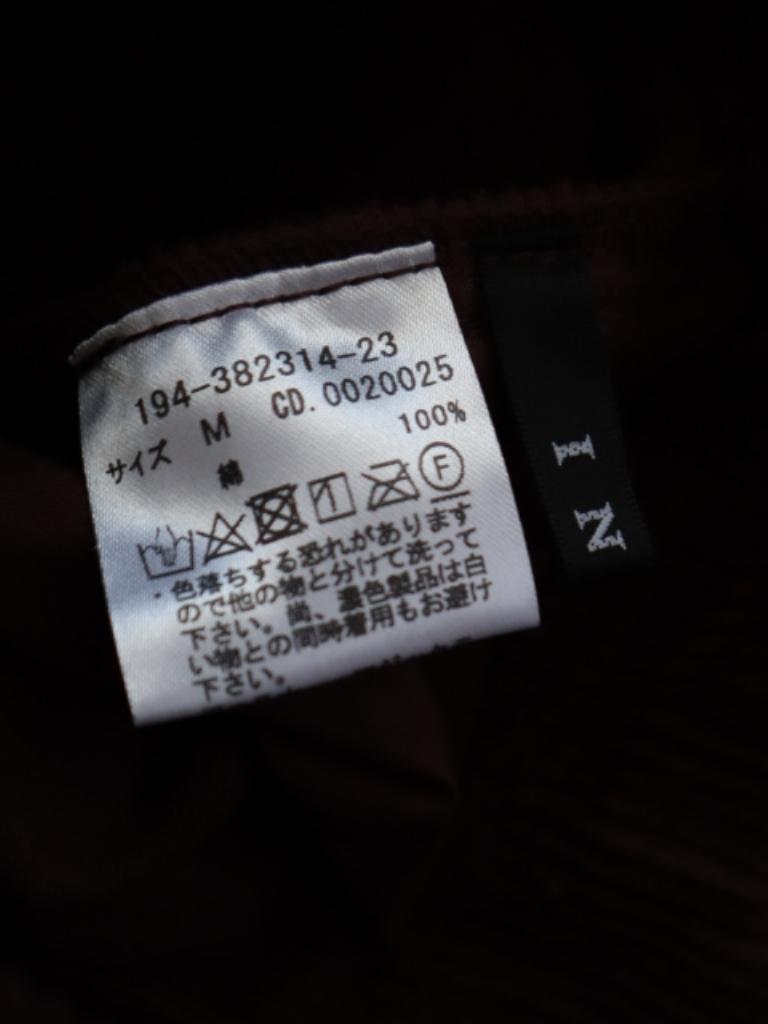 194-382314-23
サイズ M CD.0020025
綿 100%
F
・色落ちする恐れがあります
ので他の物と分けて洗って
下さい。尚、濃色製品は白
い物との同時着用もお避け
下さい。
I N